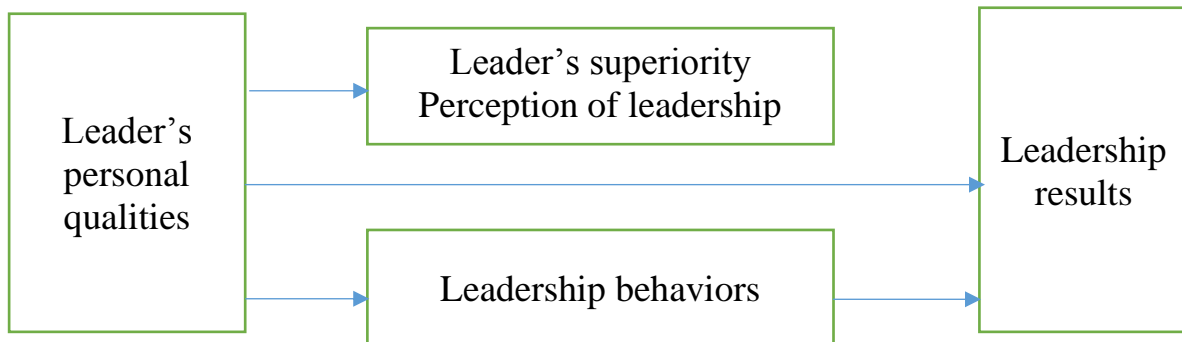 Leader’s
personal
qualities
Leader’s superiority
Perception of leadership
Leadership behaviors
Leadership
results